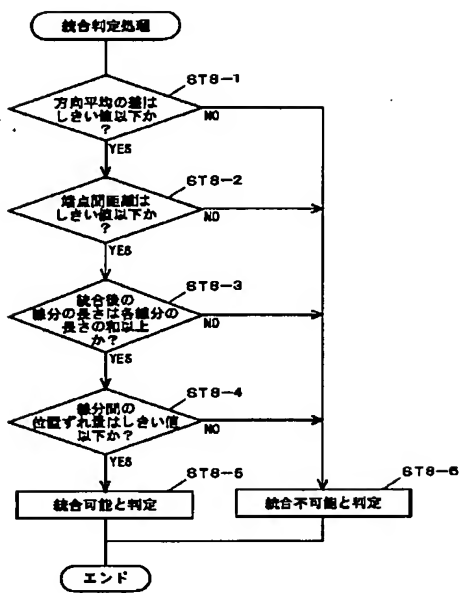 統合判定処理
ST8-1
方向平均の差は
しきい値以下か
?
NO
YES
ST8-2
端点間距離は
しきい値以下か
?
NO
YES
ST8-3
統合後の
線分の長さは各線分の
長さの和以上
か?
NO
YES
ST8-4
線分間の
位置ずれ量はしきい値
以下か?
NO
YES
ST8-5
統合可能と判定
ST8-6
統合不可能と判定
エンド